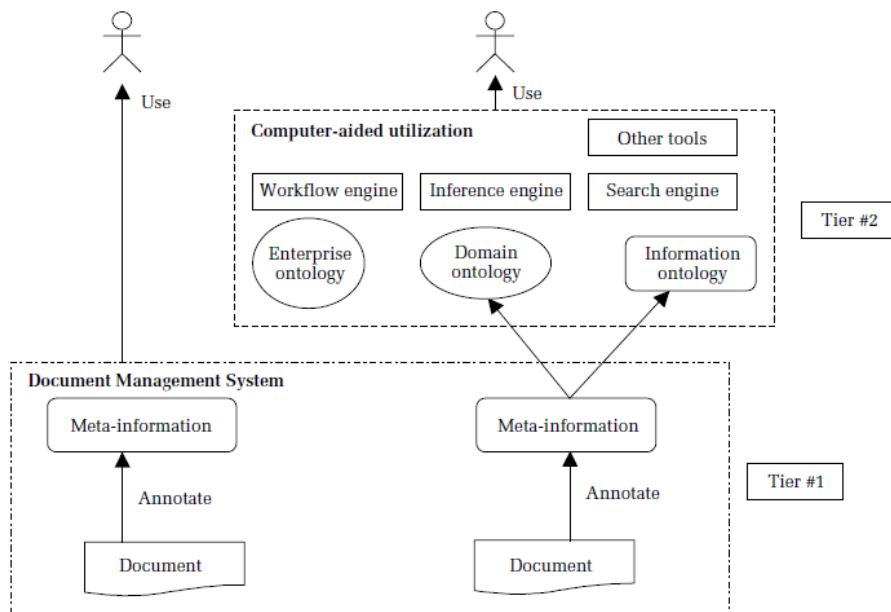 Use
Use
Computer-aided utilization
Other tools
Workflow engine
Inference engine
Search engine
Tier #2
Enterprise
ontology
Domain
ontology
Information
ontology
Document Management System
Meta-information
Meta-information
Tier #1
Annotate
Annotate
Document
Document